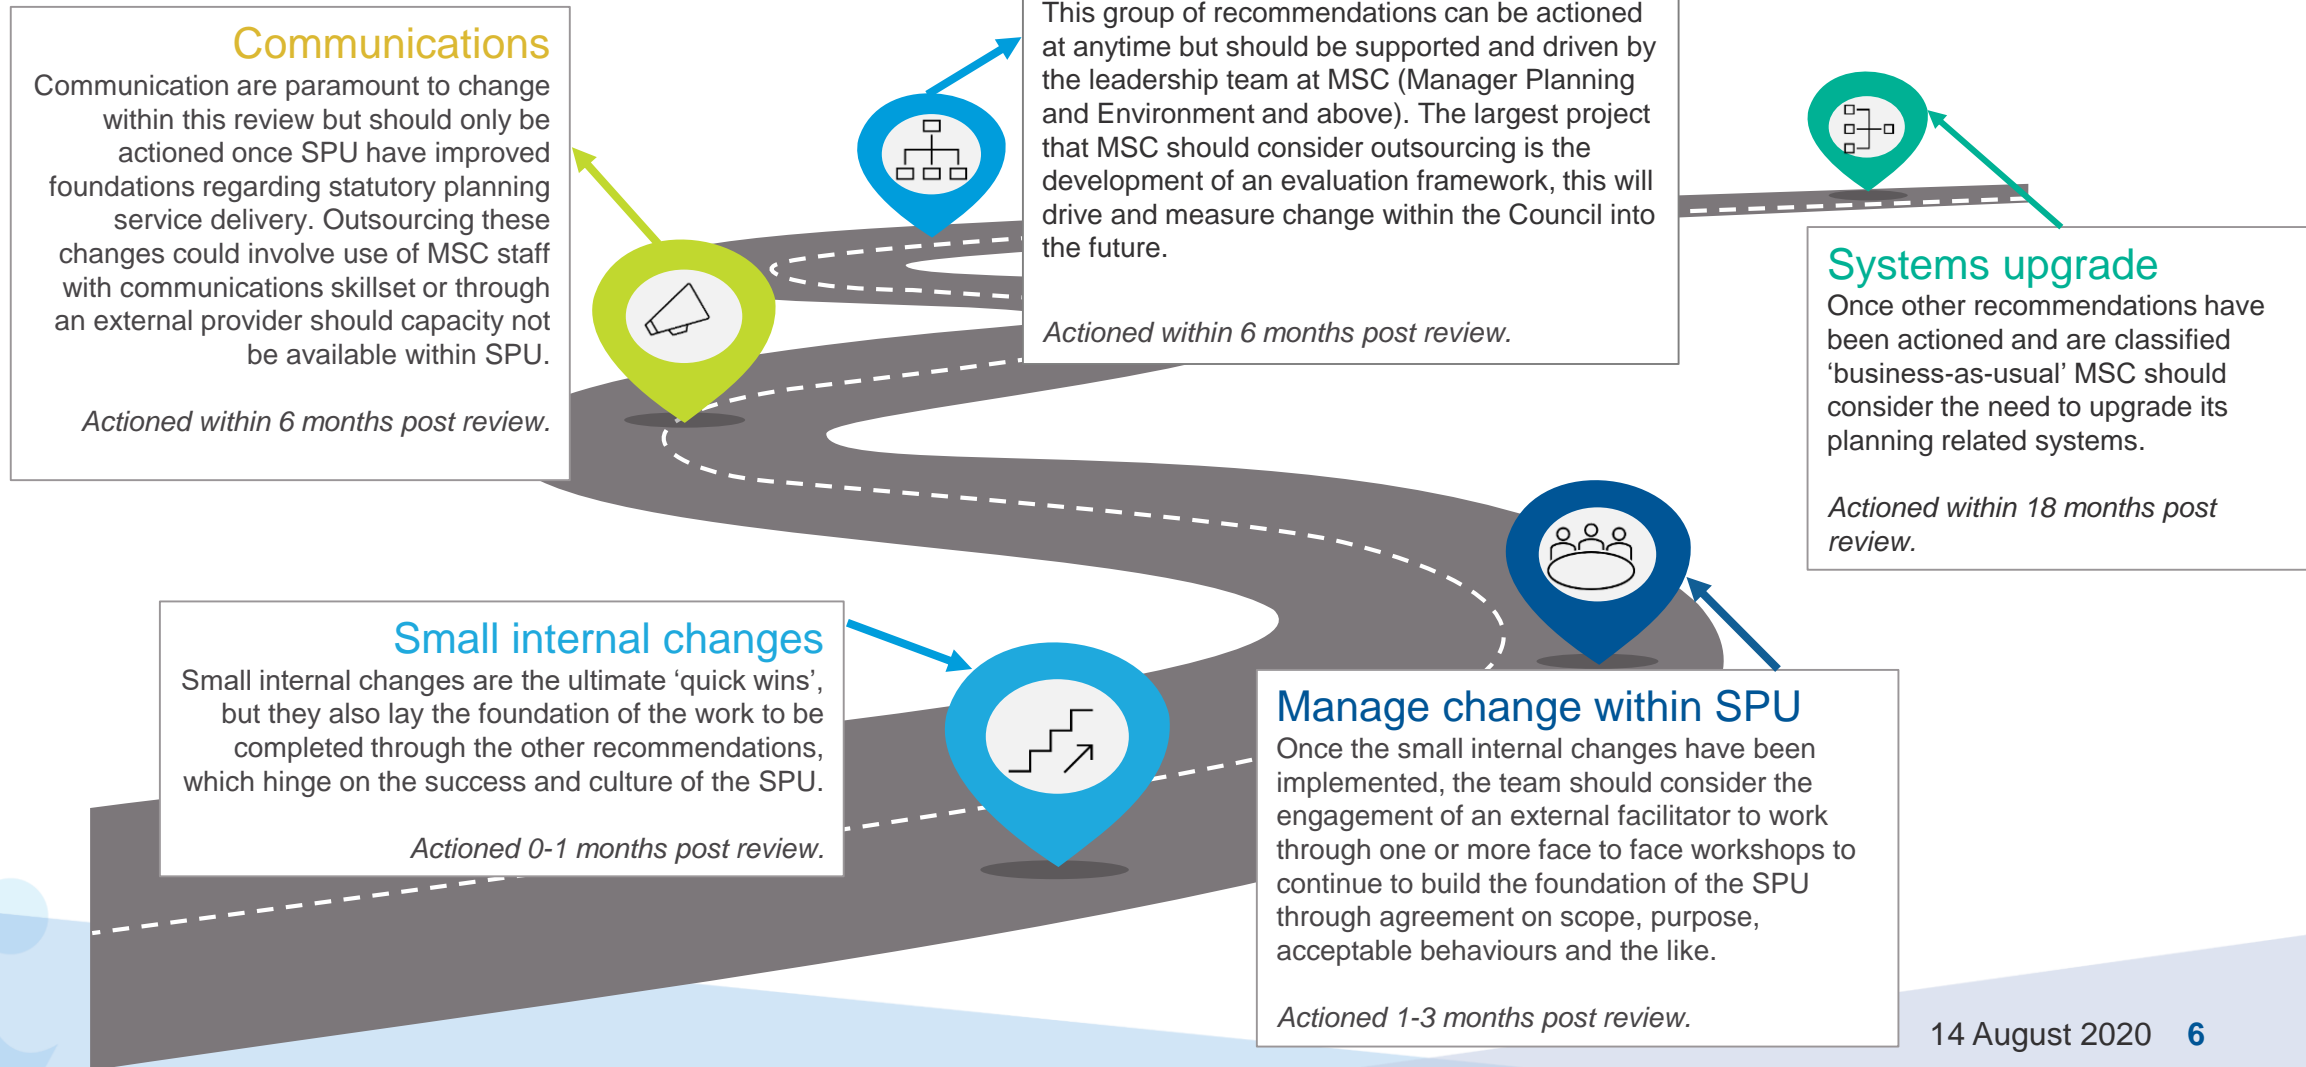 Communications
Communication are paramount to change
within this review but should only be
actioned once SPU have improved
foundations regarding statutory planning
service delivery. Outsourcing these
changes could involve use of MSC staff
with communications skillset or through
an external provider should capacity not
be available within SPU.
Actioned within 6 months post review.
This group of recommendations can be actioned
at anytime but should be supported and driven by
the leadership team at MSC (Manager Planning
and Environment and above). The largest project
that MSC should consider outsourcing is the
development of an evaluation framework, this will
drive and measure change within the Council into
the future.
Actioned within 6 months post review.
Systems upgrade
Once other recommendations have
been actioned and are classified
‘business-as-usual’ MSC should
consider the need to upgrade its
planning related systems.
Actioned within 18 months post
review.
Small internal changes
Small internal changes are the ultimate ‘quick wins’,
but they also lay the foundation of the work to be
completed through the other recommendations,
which hinge on the success and culture of the SPU.
Actioned 0-1 months post review.
Manage change within SPU
Once the small internal changes have been
implemented, the team should consider the
engagement of an external facilitator to work
through one or more face to face workshops to
continue to build the foundation of the SPU
through agreement on scope, purpose,
acceptable behaviours and the like.
Actioned 1-3 months post review.
14 August 2020 6